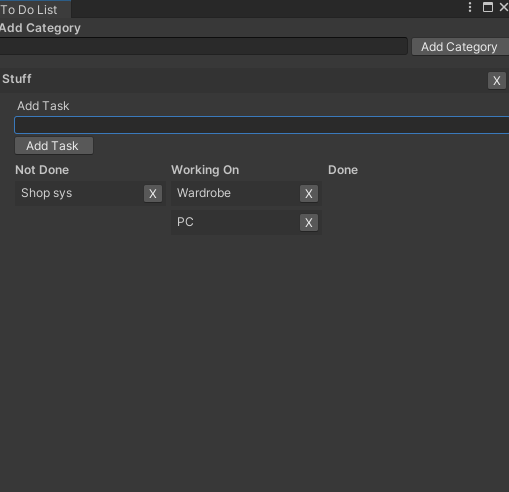 To Do List
Add Category
Add Category
Stuff X
Add Task
Add Task
Not Done Working On Done
Shop sys X Wardrobe X
PC X